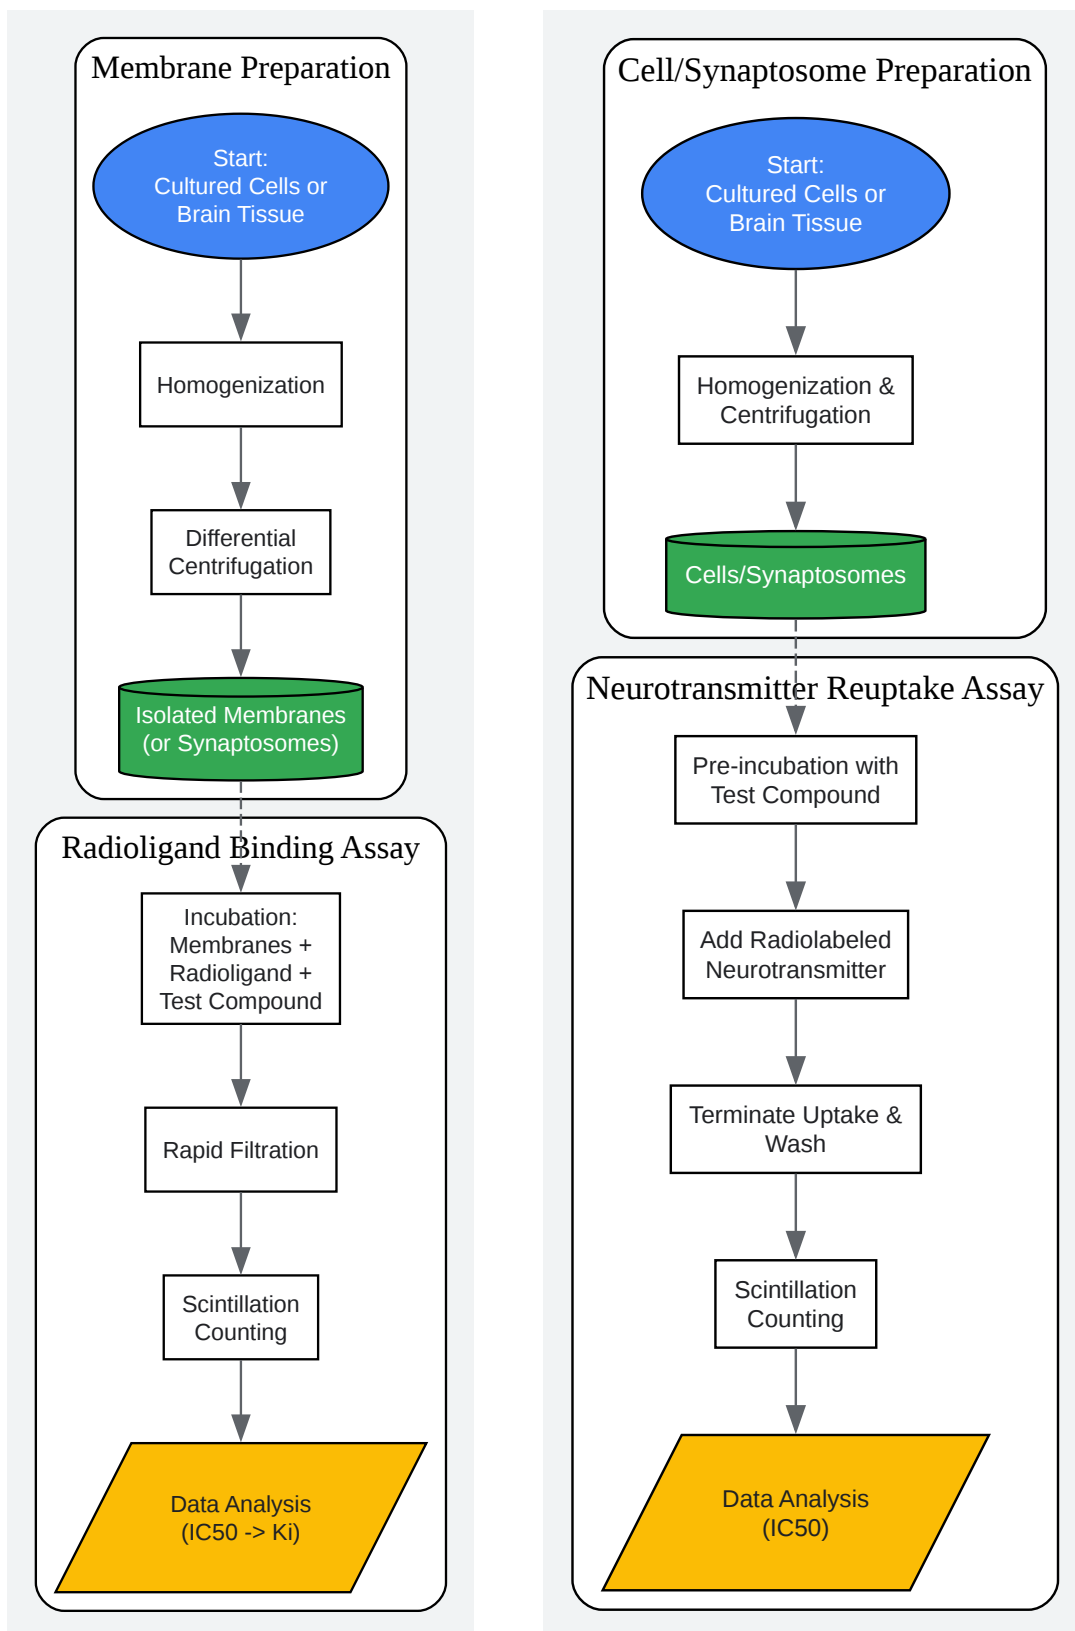 Membrane Preparation
Start:
Cultured Cells or
Brain Tissue
Homogenization
Differential
Centrifugation
Isolated Membranes
(or Synaptosomes)
Radioligand Binding Assay
Incubation:
Membranes +
Radioligand +
Test Compound
Rapid Filtration
Scintillation
Counting
Data Analysis
(IC50 -> Ki)
Cell/Synaptosome Preparation
Start:
Cultured Cells or
Brain Tissue
Homogenization &
Centrifugation
Cells/Synaptosomes
Neurotransmitter Reuptake Assay
Pre-incubation with
Test Compound
Add Radiolabeled
Neurotransmitter
Terminate Uptake &
Wash
Scintillation
Counting
Data Analysis
(IC50)